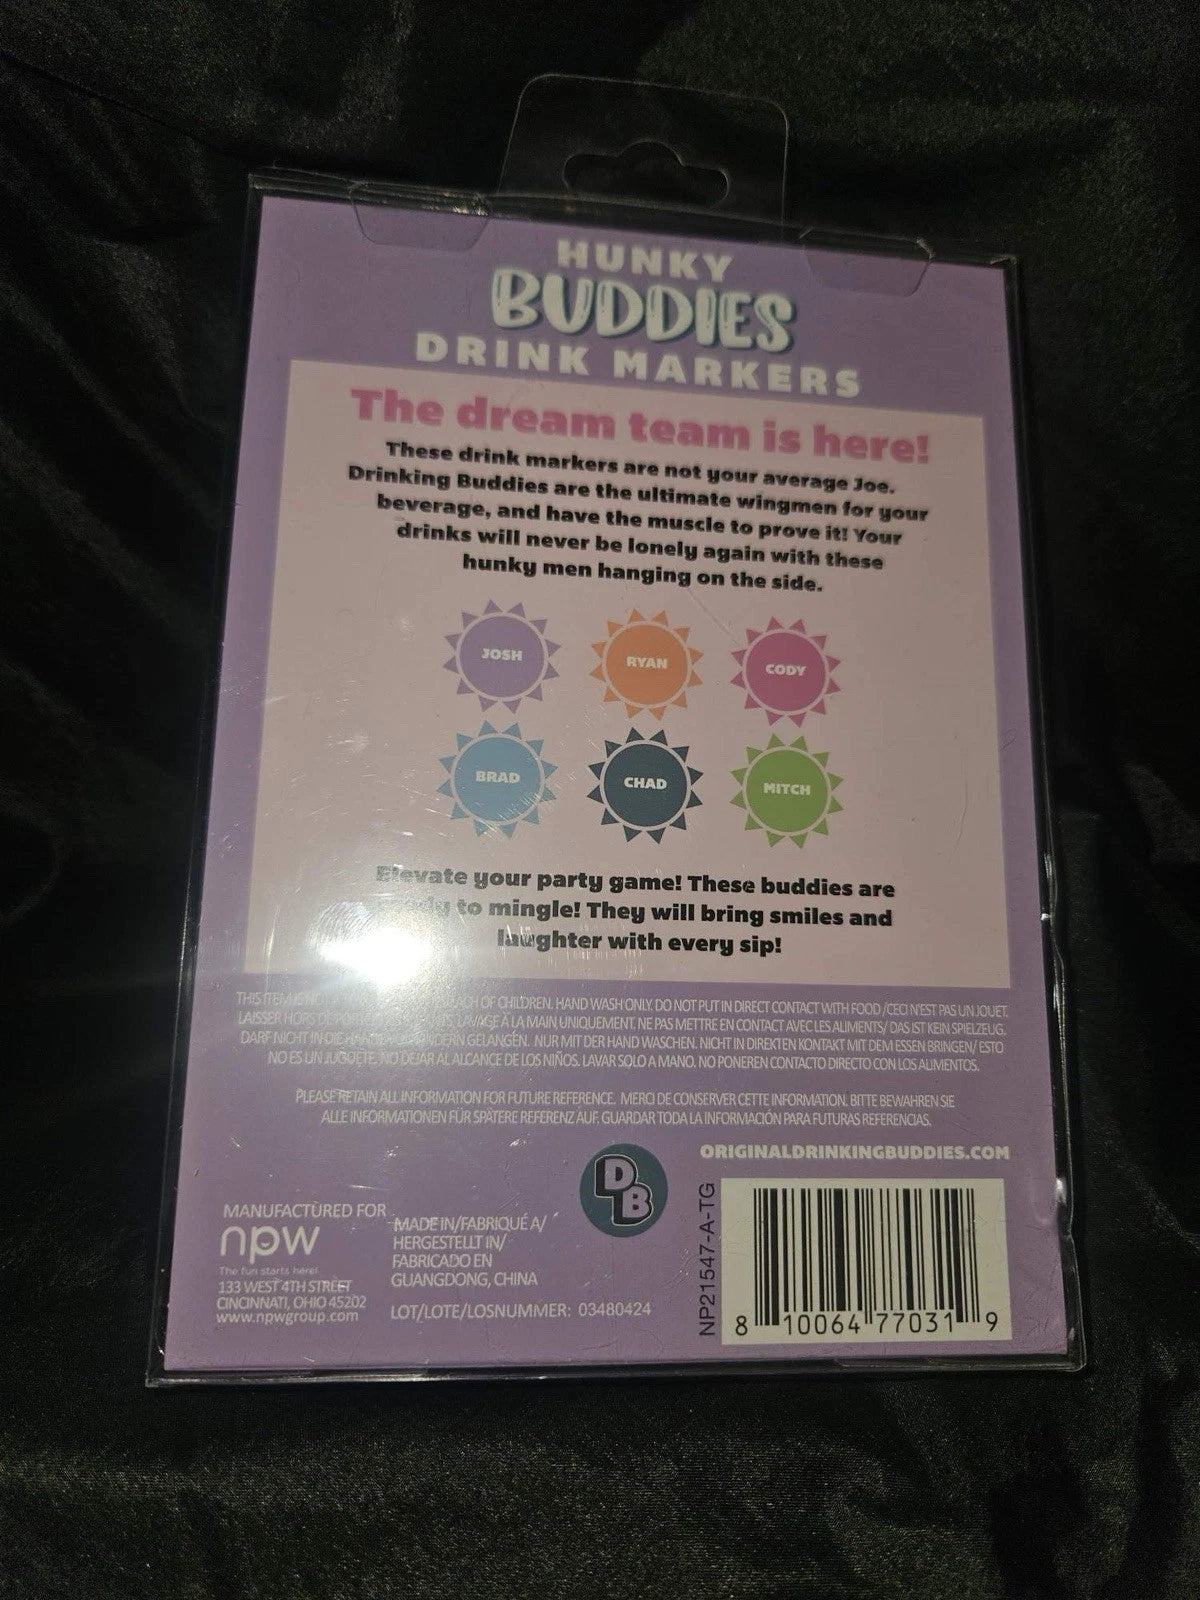 HUNKY
BUDDIES
DRINK MARKERS
The dream team is here!
These drink markers are not your average Joe.
Drinking Buddies are the ultimate wingmen for your
beverage, and have the muscle to prove it! Your
drinks will never be lonely again with these
hunky men hanging on the side.
JOSH
RYAN
CODY
BRAD
CHAD
MITCH
Elevate your party game! These buddies are
to mingle! They will bring smiles and
laughter with every sip!
THIS ITEM IS NOT A OF CHILDREN. HAND WASH ONLY. DO NOT PUT IN DIRECT CONTACT WITH FOOD /CECI N'EST PAS UN JOUET.
LAISSER HORS LAVAGE À LA MAIN UNIQUEMENT. NE PAS METTRE EN CONTACT AVEC LES ALIMENTS/ DAS IST KEIN SPIELZEUG.
DARF NICHT IN DIE GELANGEN. NUR MIT DER HAND WASCHEN. NICHT IN DIREKTEN KONTAKT MIT DEM ESSEN BRINGEN/ ESTO
NO ES UN JUGUETE, NO DEJAR AL ALCANCE DE LOS NIÑOS. LAVAR SOLO A MANO. NO PONEREN CONTACTO DIRECTO CON LOS ALIMENTOS.
PLEASE RETAIN ALL INFORMATION FOR FUTURE REFERENCE. MERCI DE CONSERVER CETTE INFORMATION. BITTE BEWAHREN SIE
ALLE INFORMATIONEN FÜR SPÄTERE REFERENZ AUF. GUARDAR TODA LA INFORMACIÓN PARA FUTURAS REFERENCIAS.
ORIGINALDRINKINGBUDDIES.COM
DB
MANUFACTURED FOR
npw
The fun starts here!
133 WEST 4TH STREET
CINCINNATI, OHIO 45202
www.npwgroup.com
MADE IN/FABRIQUÉ A/
HERGESTELLT IN/
FABRICADO EN
GUANGDONG, CHINA
LOT/LOTE/LOSNUMMER: 03480424
NP21547-A-TG
8 10064 77031 9